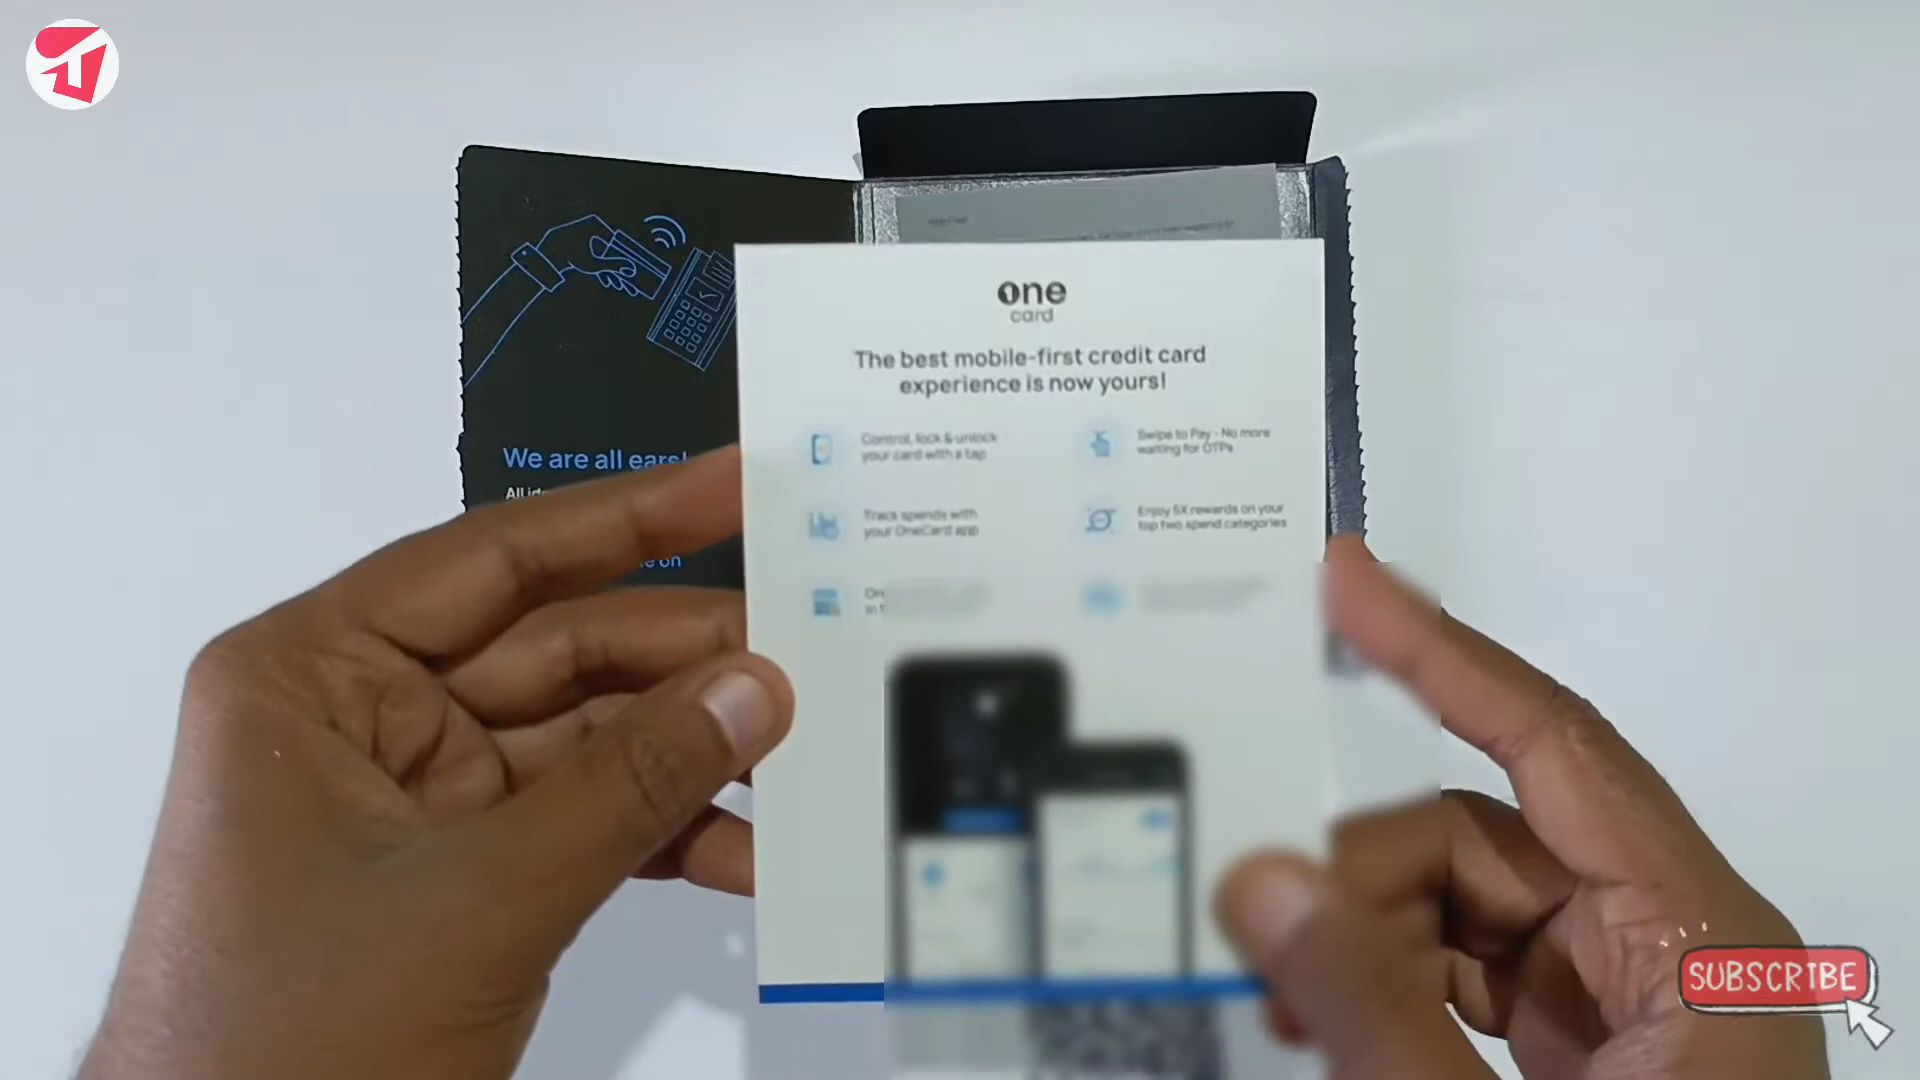 one
card
The best mobile-first credit card
experience is now yours!
Control, lock & unlock
your card with a tap
Swipe to Pay - No more
waiting for OTPs
Track spends with
your OneCard app
Enjoy 5X rewards on your
top two spend categories
We are all ears!
All
on
SUBSCRIBE